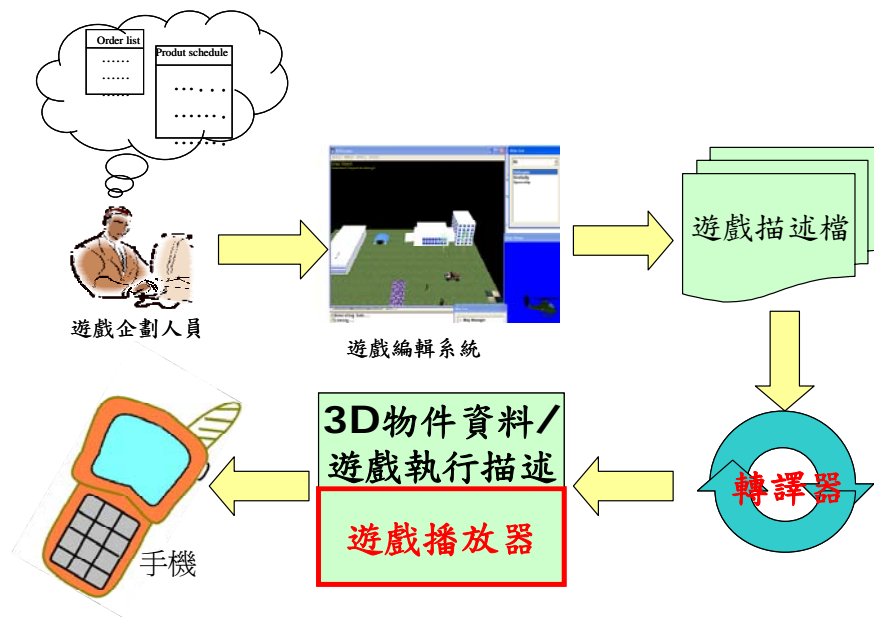 Order list
......
......
......
Produt schedule
......
......
......
遊戲企劃人員
遊戲編輯系統
遊戲描述檔
轉譯器
3D物件資料/
遊戲執行描述
遊戲播放器
手機